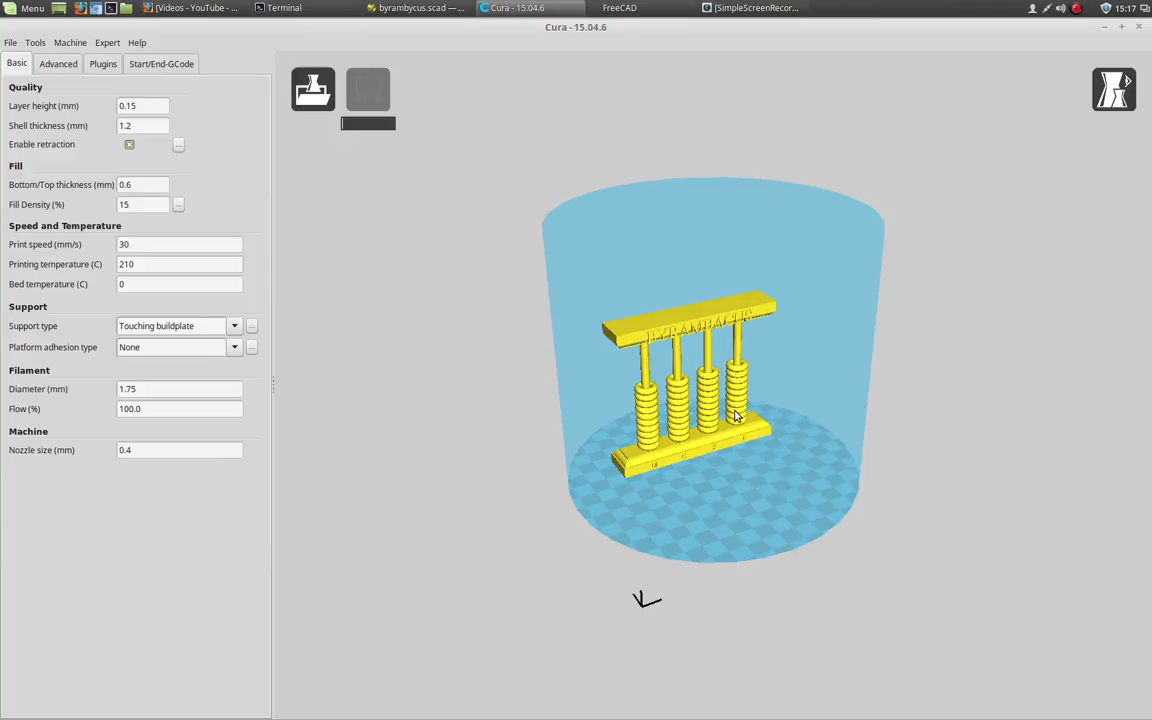 Menu [Videos - YouTube - ... Terminal byrambycus.scad —... Cura - 15.04.6 FreeCAD [SimpleScreenRecor... 15:17
Cura - 15.04.6
File Tools Machine Expert Help
Basic Advanced Plugins Start/End-GCode
Quality
Layer height (mm) 0.15
Shell thickness (mm) 1.2
Enable retraction ...
Fill
Bottom/Top thickness (mm) 0.6
Fill Density (%) 15 ...
Speed and Temperature
Print speed (mm/s) 30
Printing temperature (C) 210
Bed temperature (C) 0
Support
Support type Touching buildplate ...
Platform adhesion type None ...
Filament
Diameter (mm) 1.75
Flow (%) 100.0
Machine
Nozzle size (mm) 0.4